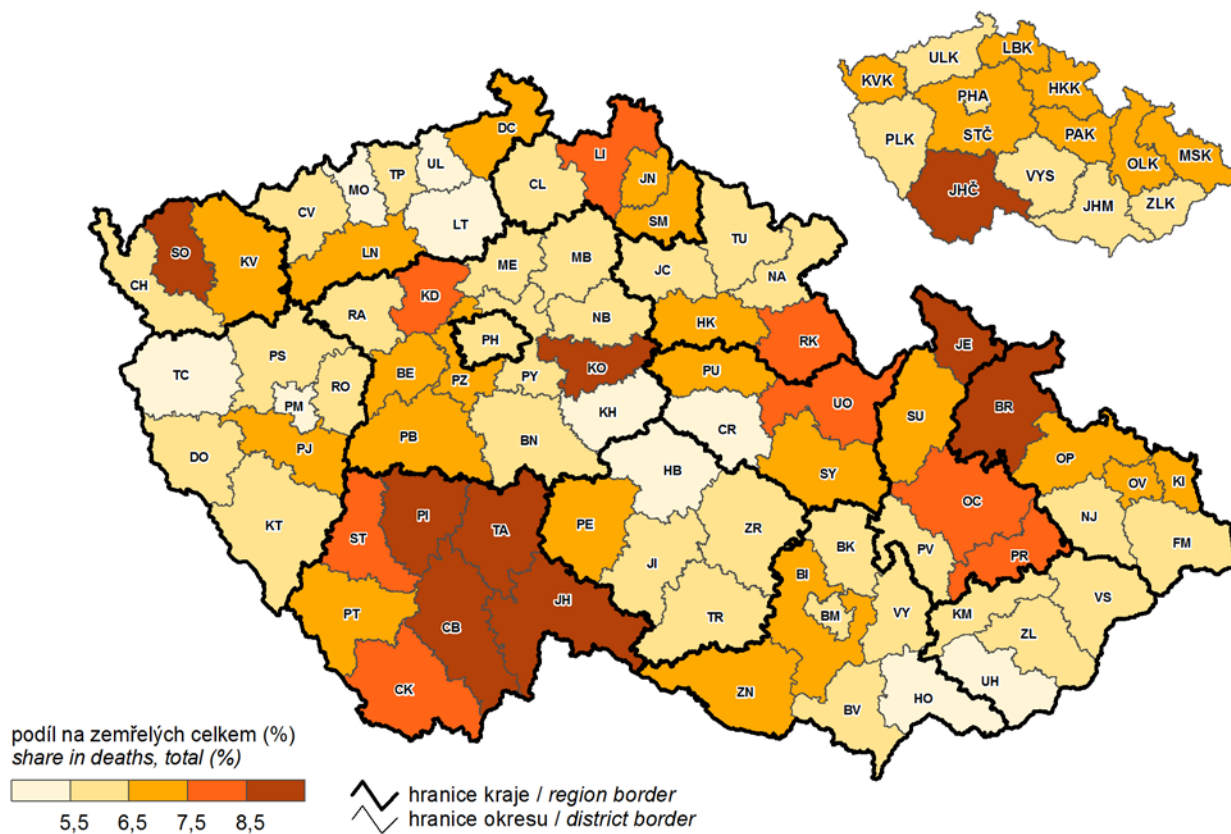 ULK
LBK
KVK
HKK
PHA
STČ
PAK
PLK
OLK
MSK
VYS
JHČ
JHM
ZLK
DC
UL
LI
TP
MO
JN
CL
CV
LT
SM
SO
KV
LN
TU
CH
ME
MB
JC
NA
KD
RA
NB
HK
PH
RK
JE
PS
TC
KO
BE
PZ
PY
PU
RO
PM
KH
UO
BR
SU
CR
PB
BN
PJ
DO
HB
SY
OP
OV
KI
OC
KT
PI
TA
PE
ZR
NJ
ST
BK
PV
PR
FM
JI
BI
VS
JH
PT
CB
TR
BM
VY
KM
ZL
CK
ZN
BV
HO
UH
podíl na zemřelých celkem (%)
share in deaths, total (%)
5,5 6,5 7,5 8,5
hranice kraje / region border
hranice okresu / district border